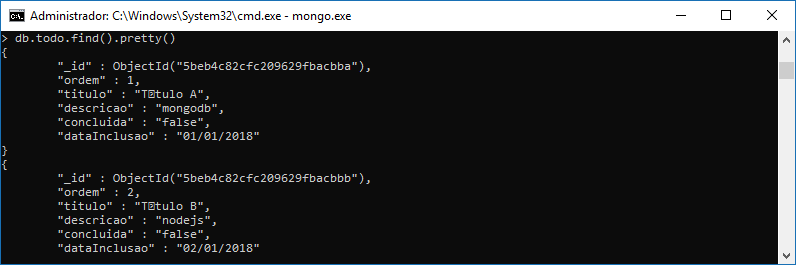 Administrador: C:\Windows\System32\cmd.exe - mongo.exe
> db.todo.find().pretty()
{
"_id" : ObjectId("5beb4c82cfc209629fbacbba"),
"ordem" : 1,
"titulo" : "T�tulo A",
"descricao" : "mongodb",
"concluida" : "false",
"dataInclusao" : "01/01/2018"
}
{
"_id" : ObjectId("5beb4c82cfc209629fbacbbb"),
"ordem" : 2,
"titulo" : "T�tulo B",
"descricao" : "nodejs",
"concluida" : "false",
"dataInclusao" : "02/01/2018"